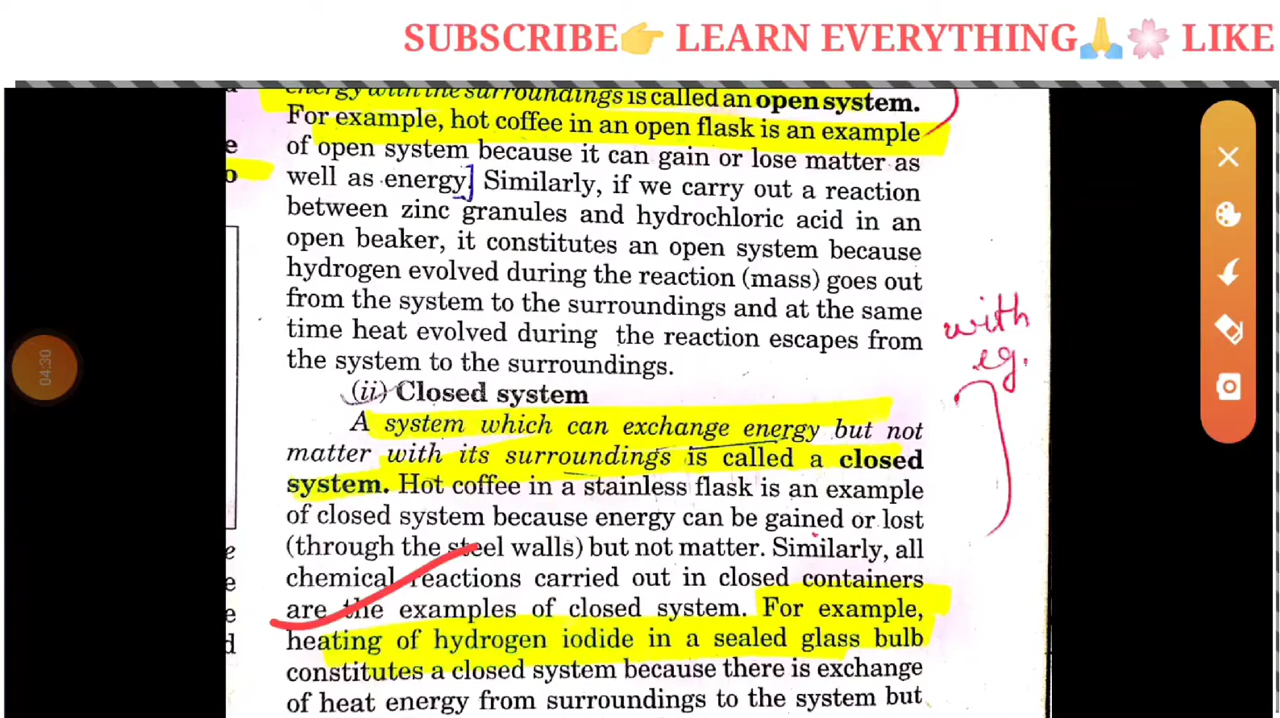 SUBSCRIBE👉 LEARN EVERYTHING🙏🌸 LIKE
energy with the surroundings is called an open system.
For example, hot coffee in an open flask is an example
of open system because it can gain or lose matter as
well as energy] Similarly, if we carry out a reaction
between zinc granules and hydrochloric acid in an
open beaker, it constitutes an open system because
hydrogen evolved during the reaction (mass) goes out
from the system to the surroundings and at the same
time heat evolved during the reaction escapes from
the system to the surroundings.
(ii) Closed system
A system which can exchange energy but not
matter with its surroundings is called a closed
system. Hot coffee in a stainless flask is an example
of closed system because energy can be gained or lost
(through the steel walls) but not matter. Similarly, all
chemical reactions carried out in closed containers
are the examples of closed system. For example,
heating of hydrogen iodide in a sealed glass bulb
constitutes a closed system because there is exchange
of heat energy from surroundings to the system but
with
eg.
04:30
e
o
e
e
e
d